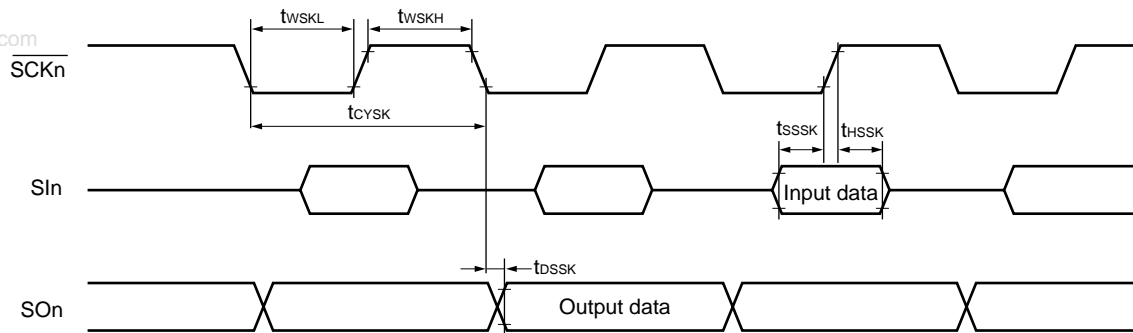 tWSKL
tWSKH
com
SCKn
tCYSK
tSSSK
tHSSK
SIn
Input data
tDSSK
SOn
Output data